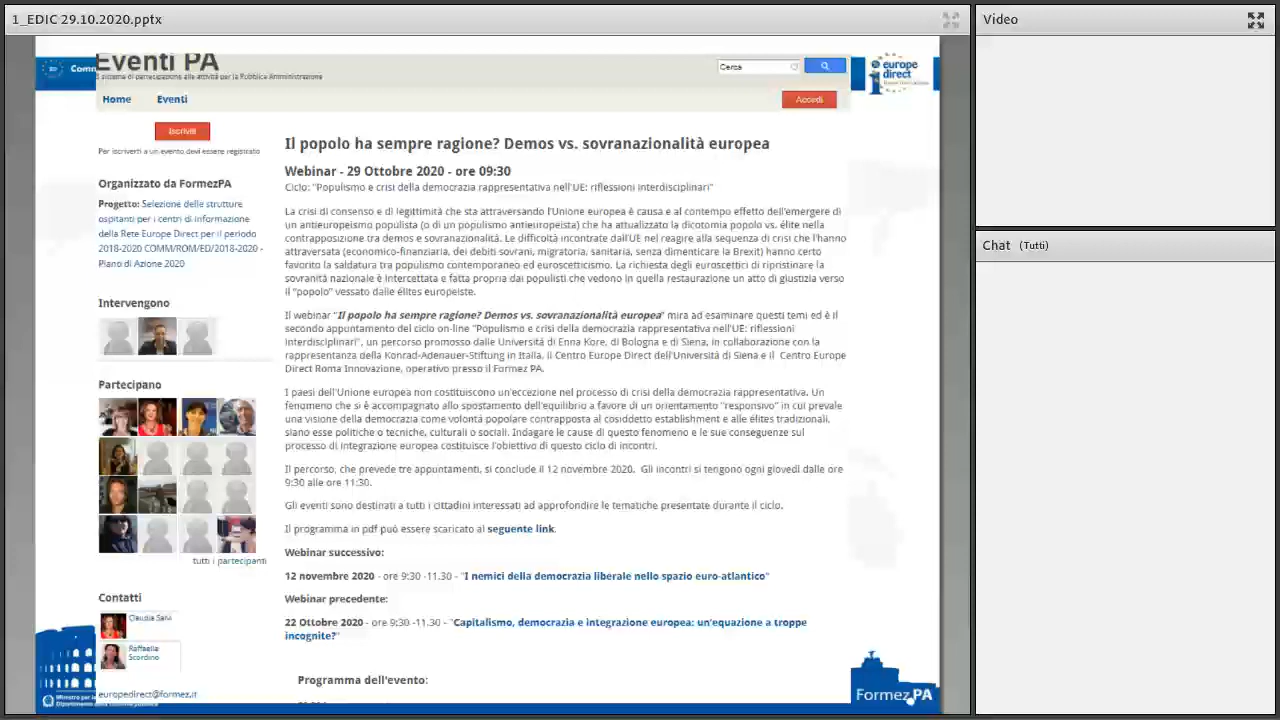 1_EDIC 29.10.2020.pptx
Video
Chat (Tutti)
Eventi PA
Il sistema di partecipazione alle attività per la Pubblica Amministrazione
Comm
Cerca
europe
direct
Home
Eventi
Accedi
Iscriviti
Per iscriverti a un evento devi essere registrato
Organizzato da FormezPA
Progetto: Selezione delle strutture
ospitanti per i centri di informazione
della Rete Europe Direct per il periodo
2018-2020 COMM/ROM/ED/2018-2020 -
Piano di Azione 2020
Intervengono
Partecipano
tutti i partecipanti
Contatti
Claudia Salvi
Raffaella
Scordino
europedirect@formez.it
Il popolo ha sempre ragione? Demos vs. sovranazionalità europea
Webinar - 29 Ottobre 2020 - ore 09:30
Ciclo: "Populismo e crisi della democrazia rappresentativa nell'UE: riflessioni interdisciplinari"
La crisi di consenso e di legittimità che sta attraversando l'Unione europea è causa e al contempo effetto dell'emergere di
un antieuropeismo populista (o di un populismo antieuropeista) che ha attualizzato la dicotomia popolo vs. élite nella
contrapposizione tra demos e sovranazionalità. Le difficoltà incontrate dall'UE nel reagire alla sequenza di crisi che l'hanno
attraversata (economico-finanziaria, dei debiti sovrani, migratoria, sanitaria, senza dimenticare la Brexit) hanno certo
favorito la saldatura tra populismo contemporaneo ed euroscetticismo. La richiesta degli euroscettici di ripristinare la
sovranità nazionale è intercettata e fatta propria dai populisti che vedono in quella restaurazione un atto di giustizia verso
il "popolo" vessato dalle élites europeiste.
Il webinar "Il popolo ha sempre ragione? Demos vs. sovranazionalità europea" mira ad esaminare questi temi ed è il
secondo appuntamento del ciclo on-line "Populismo e crisi della democrazia rappresentativa nell'UE: riflessioni
interdisciplinari", un percorso promosso dalle Università di Enna Kore, di Bologna e di Siena, in collaborazione con la
rappresentanza della Konrad-Adenauer-Stiftung in Italia, il Centro Europe Direct dell'Università di Siena e il Centro Europe
Direct Roma Innovazione, operativo presso il Formez PA.
I paesi dell'Unione europea non costituiscono un'eccezione nel processo di crisi della democrazia rappresentativa. Un
fenomeno che si è accompagnato allo spostamento dell'equilibrio a favore di un orientamento "responsivo" in cui prevale
una visione della democrazia come volontà popolare contrapposta al cosiddetto establishment e alle élites tradizionali,
siano esse politiche o tecniche, culturali o sociali. Indagare le cause di questo fenomeno e le sue conseguenze sul
processo di integrazione europea costituisce l'obiettivo di questo ciclo di incontri.
Il percorso, che prevede tre appuntamenti, si conclude il 12 novembre 2020. Gli incontri si tengono ogni giovedì dalle ore
9:30 alle ore 11:30.
Gli eventi sono destinati a tutti i cittadini interessati ad approfondire le tematiche presentate durante il ciclo.
Il programma in pdf può essere scaricato al seguente link.
Webinar successivo:
12 novembre 2020 - ore 9:30 -11.30 - "I nemici della democrazia liberale nello spazio euro-atlantico"
Webinar precedente:
22 Ottobre 2020 - ore 9:30 -11.30 - "Capitalismo, democrazia e integrazione europea: un'equazione a troppe
incognite?"
Programma dell'evento:
FormezPA